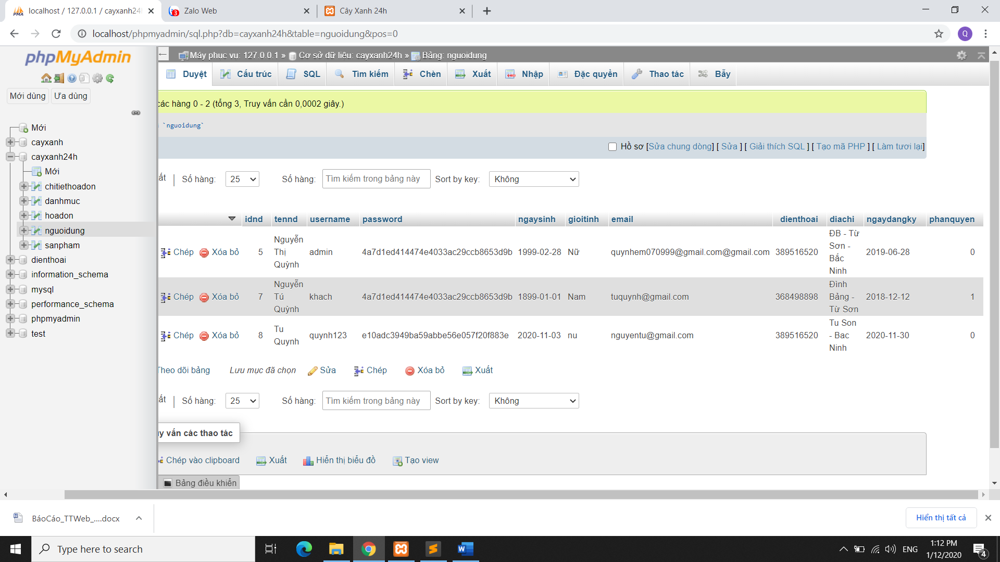 localhost / 127.0.0.1 / cayxanh24
Zalo Web
Cây Xanh 24h
localhost/phpmyadmin/sql.php?db=cayxanh24h&table=nguoidung&pos=0
Q
phpMyAdmin
Mới dùng
Ưa dùng
Mới
cayxanh
cayxanh24h
Mới
chitiethoadon
danhmuc
hoadon
nguoidung
sanpham
dienthoai
information_schema
mysql
performance_schema
phpmyadmin
test
Máy phục vụ: 127.0.0.1 » Cơ sở dữ liệu: cayxanh24h » Bảng: nguoidung
Duyệt Cấu trúc SQL Tìm kiếm Chèn Xuất Nhập Đặc quyền Thao tác Bẫy
các hàng 0 - 2 (tổng 3, Truy vấn cần 0,0002 giây.)
`nguoidung`
Hồ sơ [Sửa chung dòng] [ Sửa ] [ Giải thích SQL ] [ Tạo mã PHP ] [ Làm tươi lại]
ất | Số hàng: 25 Số hàng: Tìm kiếm trong bảng này Sort by key: Không
idnd tennd username password ngaysinh gioitinh email dienthoai diachi ngaydangky phanquyen
Chép Xóa bỏ 5 Nguyễn Thị Quỳnh admin 4a7d1ed414474e4033ac29ccb8653d9b 1999-02-28 Nữ quynhem070999@gmail.com@gmail.com 389516520 ĐB - Từ Sơn - Bắc Ninh 2019-06-28 0
Chép Xóa bỏ 7 Nguyễn Tú Quỳnh khach 4a7d1ed414474e4033ac29ccb8653d9b 1899-01-01 Nam tuquynh@gmail.com 368498898 Đình Bảng - Từ Sơn 2018-12-12 1
Chép Xóa bỏ 8 Tu Quynh quynh123 e10adc3949ba59abbe56e057f20f883e 2020-11-03 nu nguyentu@gmail.com 389516520 Tu Son - Bac Ninh 2020-11-30 0
Theo dõi bảng Lưu mục đã chọn Sửa Chép Xóa bỏ Xuất
ất | Số hàng: 25 Số hàng: Tìm kiếm trong bảng này Sort by key: Không
uy vấn các thao tác
Chép vào clipboard Xuất Hiển thị biểu đồ Tạo view
Bảng điều khiển
BáoCáo_TTWeb_....docx
Hiển thị tất cả
Type here to search
ENG
1:12 PM
1/12/2020
4